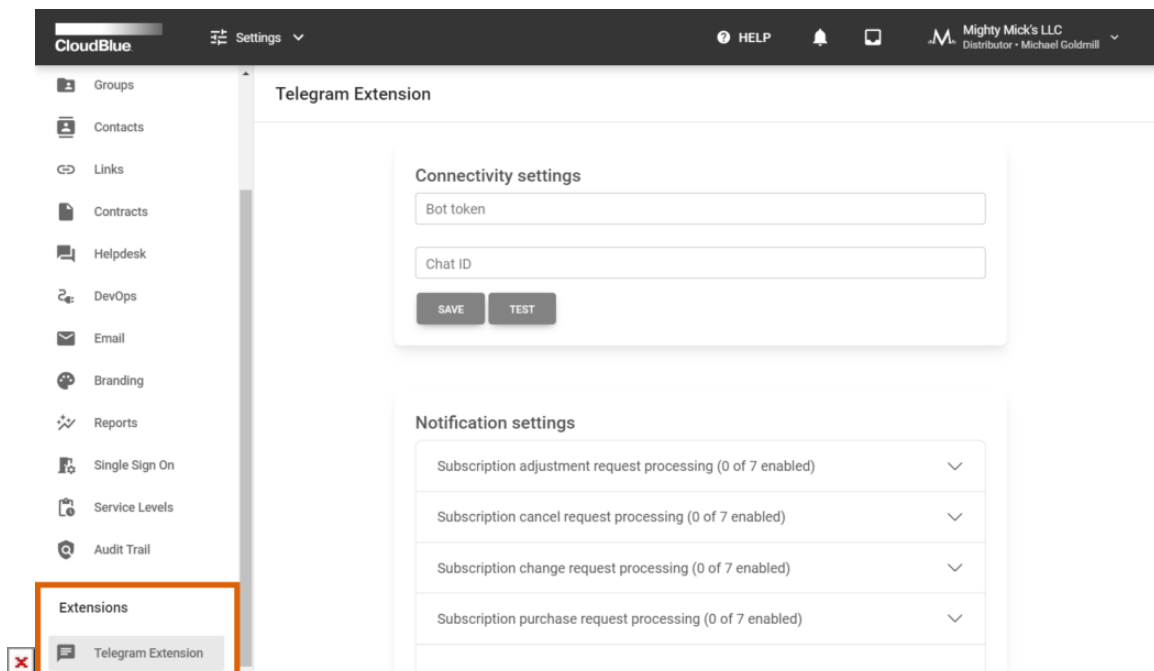 CloudBlue.
Settings
HELP
Mighty Mick's LLC
Distributor • Michael Goldmill
Groups
Contacts
Links
Contracts
Helpdesk
DevOps
Email
Branding
Reports
Single Sign On
Service Levels
Audit Trail
Extensions
Telegram Extension
Telegram Extension
Connectivity settings
Bot token
Chat ID
SAVE TEST
Notification settings
Subscription adjustment request processing (0 of 7 enabled)
Subscription cancel request processing (0 of 7 enabled)
Subscription change request processing (0 of 7 enabled)
Subscription purchase request processing (0 of 7 enabled)